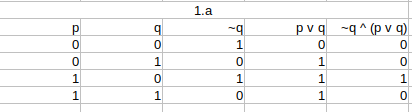 1.a
p q ~q p v q ~q ^ (p v q)
0 0 1 0 0
0 1 0 1 0
1 0 1 1 1
1 1 0 1 0